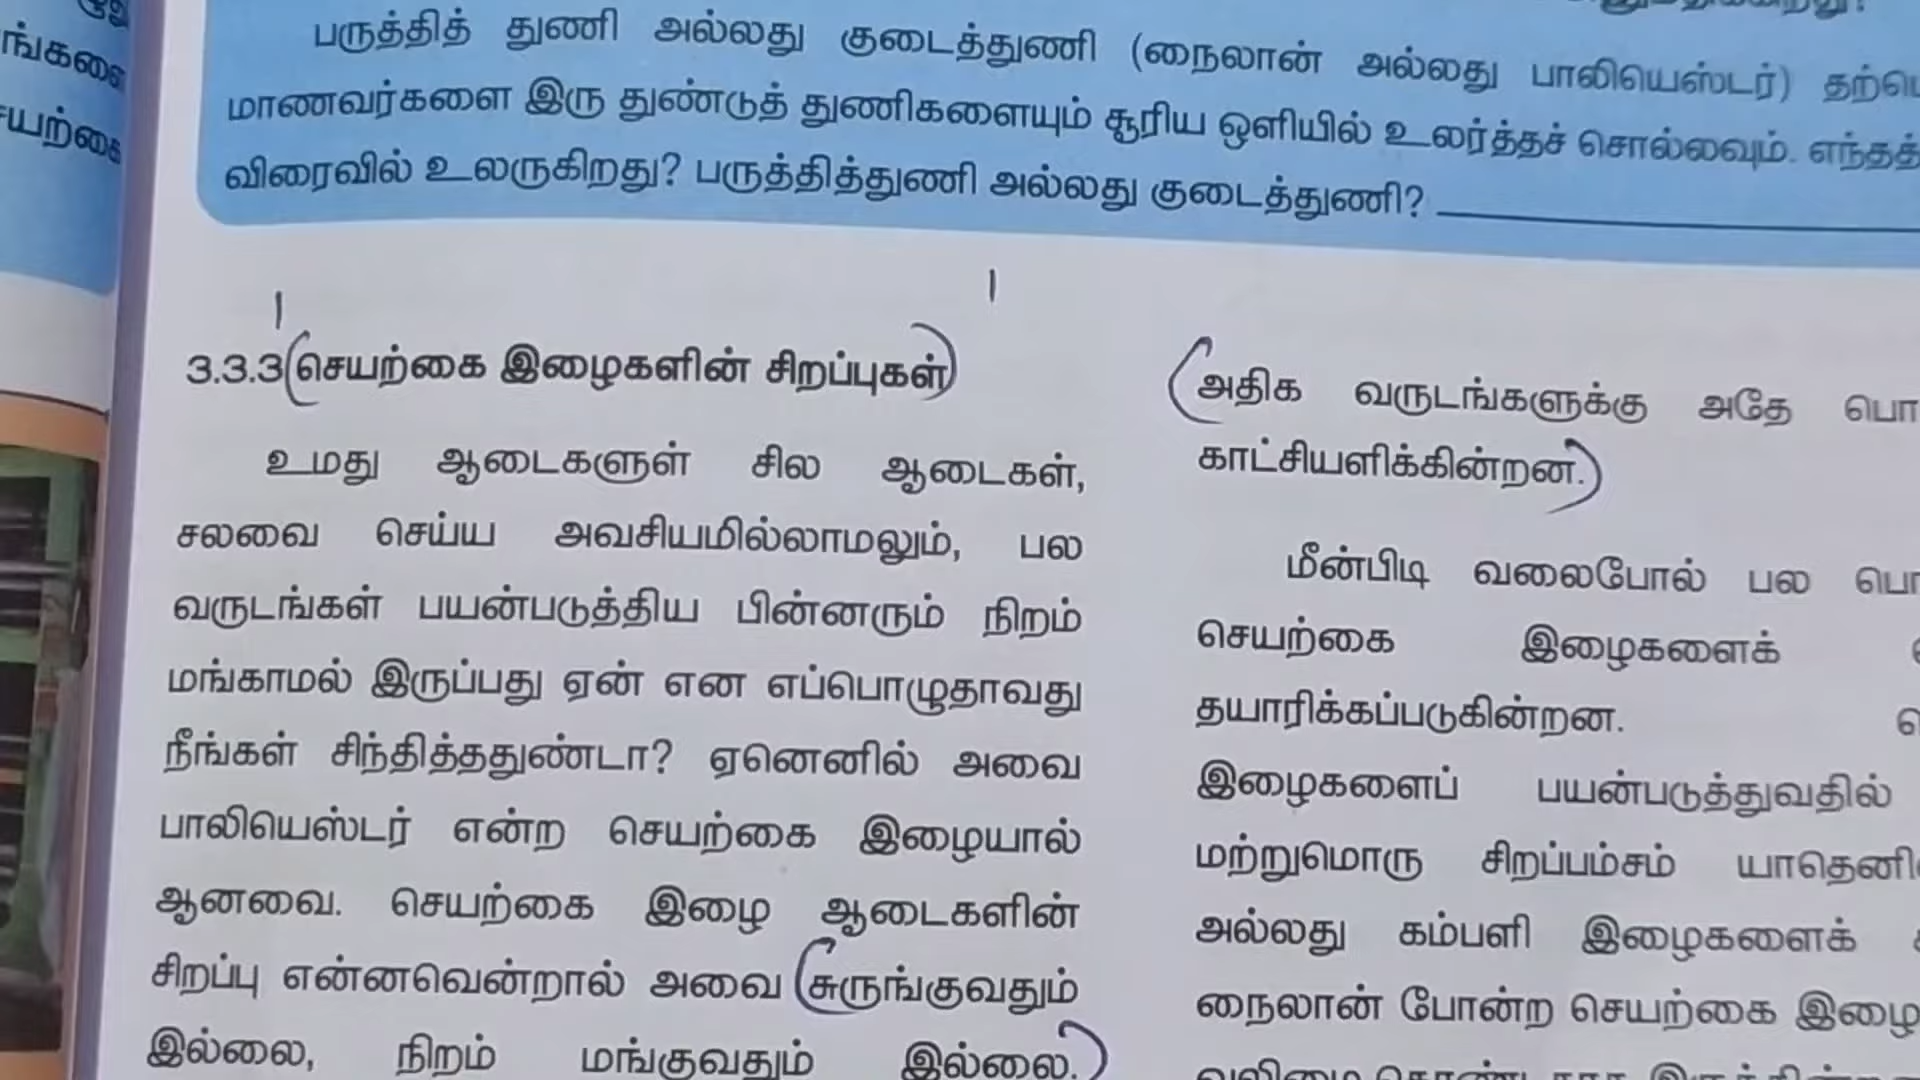 ங்களை
யற்கை
பருத்தித் துணி அல்லது குடைத்துணி (நைலான் அல்லது பாலியெஸ்டர்)
மாணவர்களை இரு துண்டுத் துணிகளையும் சூரிய ஒளியில் உலர்த்தச் சொல்லவும். எந்தத்
விரைவில் உலருகிறது? பருத்தித்துணி அல்லது குடைத்துணி?
3.3.3 செயற்கை இழைகளின் சிறப்புகள்
உமது ஆடைகளுள் சில ஆடைகள்,
சலவை செய்ய அவசியமில்லாமலும், பல
வருடங்கள் பயன்படுத்திய பின்னரும் நிறம்
மங்காமல் இருப்பது ஏன் என எப்பொழுதாவது
நீங்கள் சிந்தித்ததுண்டா? ஏனெனில் அவை
பாலியெஸ்டர் என்ற செயற்கை இழையால்
ஆனவை. செயற்கை இழை ஆடைகளின்
சிறப்பு என்னவென்றால் அவை சுருங்குவதும்
இல்லை, நிறம் மங்குவதும் இல்லை.
அதிக வருடங்களுக்கு அதே
காட்சியளிக்கின்றன.
மீன்பிடி வலைபோல் பல
செயற்கை இழைகளைக்
தயாரிக்கப்படுகின்றன.
இழைகளைப் பயன்படுத்துவதில்
மற்றுமொரு சிறப்பம்சம்
அல்லது கம்பளி இழைகளைக்
நைலான் போன்ற செயற்கை